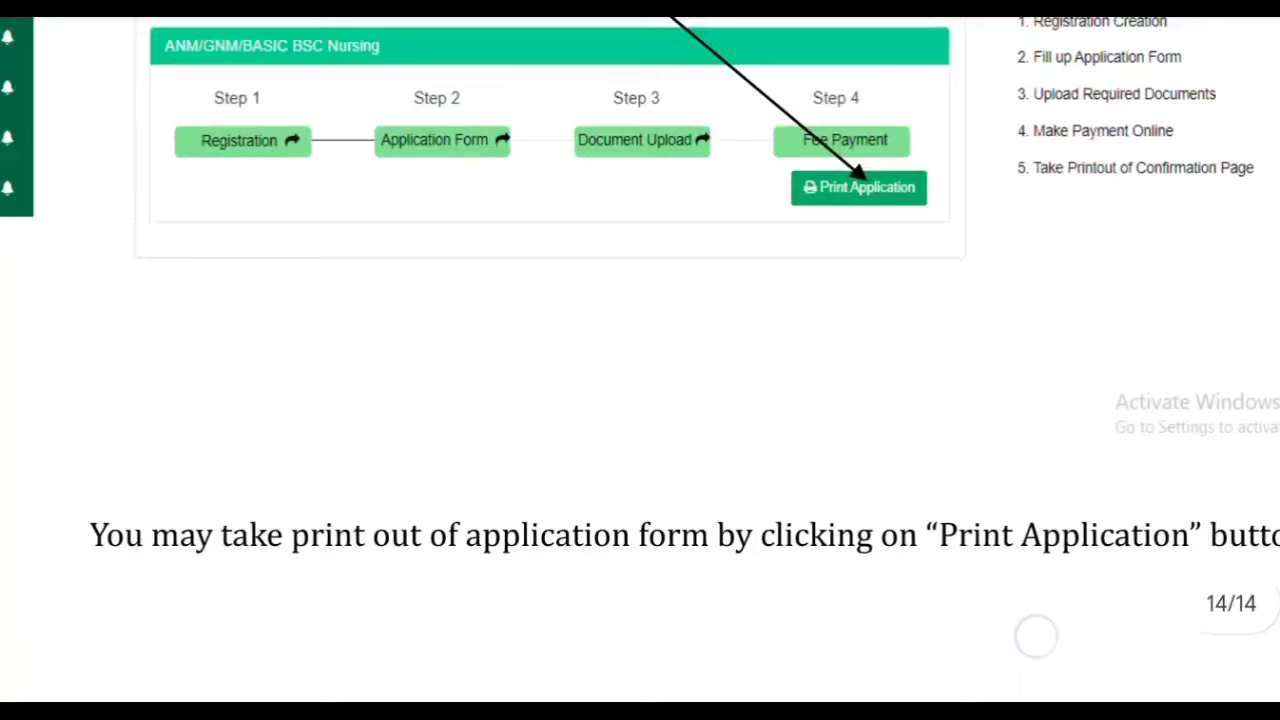 1. Registration Creation
ANM/GNM/BASIC BSC Nursing
2. Fill up Application Form
Step 1
Step 2
Step 3
Step 4
3. Upload Required Documents
Registration
Application Form
Document Upload
Fee Payment
4. Make Payment Online
Print Application
5. Take Printout of Confirmation Page
Activate Windows
Go to Settings to activa
You may take print out of application form by clicking on “Print Application” butto
14/14